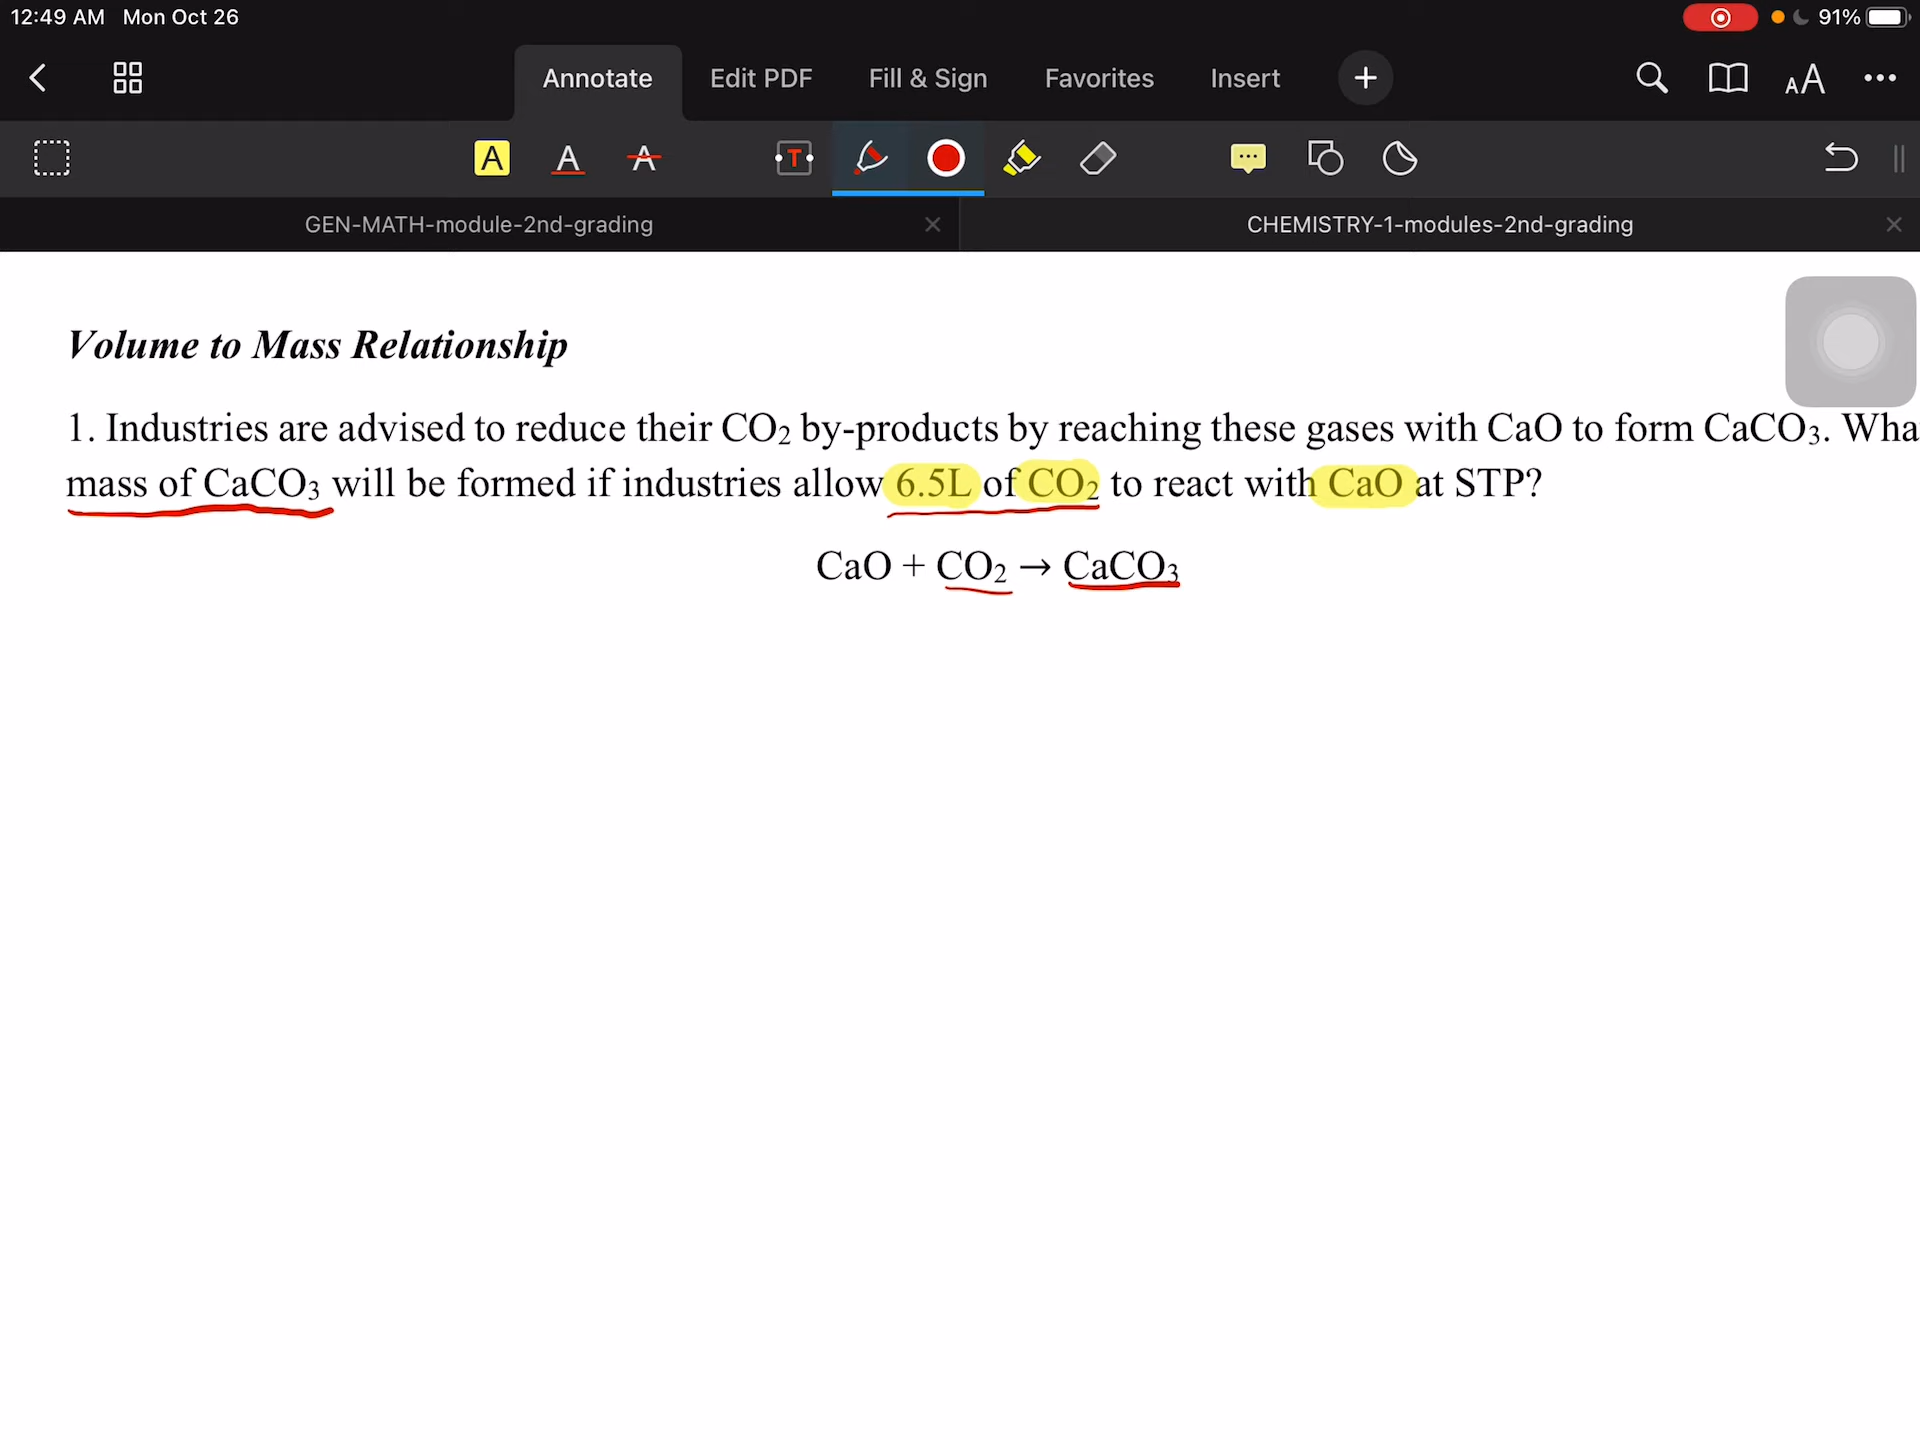 12:49 AM Mon Oct 26 91%
Annotate Edit PDF Fill & Sign Favorites Insert AA
A A A T
GEN-MATH-module-2nd-grading CHEMISTRY-1-modules-2nd-grading
Volume to Mass Relationship
1. Industries are advised to reduce their CO₂ by-products by reaching these gases with CaO to form CaCO₃. Wha
mass of CaCO₃ will be formed if industries allow 6.5L of CO₂ to react with CaO at STP?
CaO + CO₂ → CaCO₃